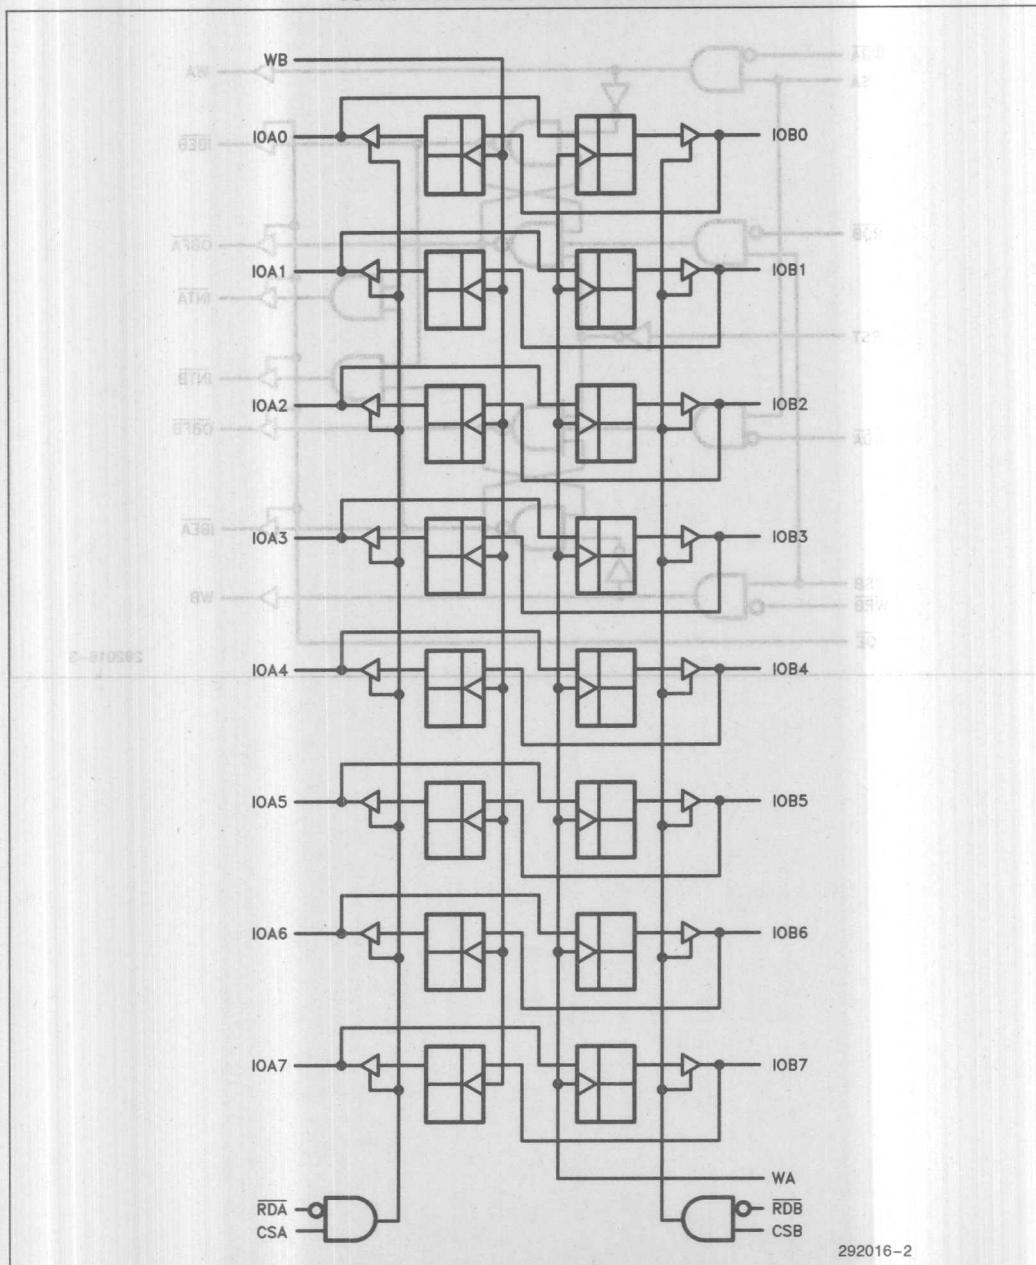 WB
IOA0 IOB0
IOA1 IOB1
IOA2 IOB2
IOA3 IOB3
IOA4 IOB4
IOA5 IOB5
IOA6 IOB6
IOA7 IOB7
WA
RDA RDB
CSA CSB
292016-2